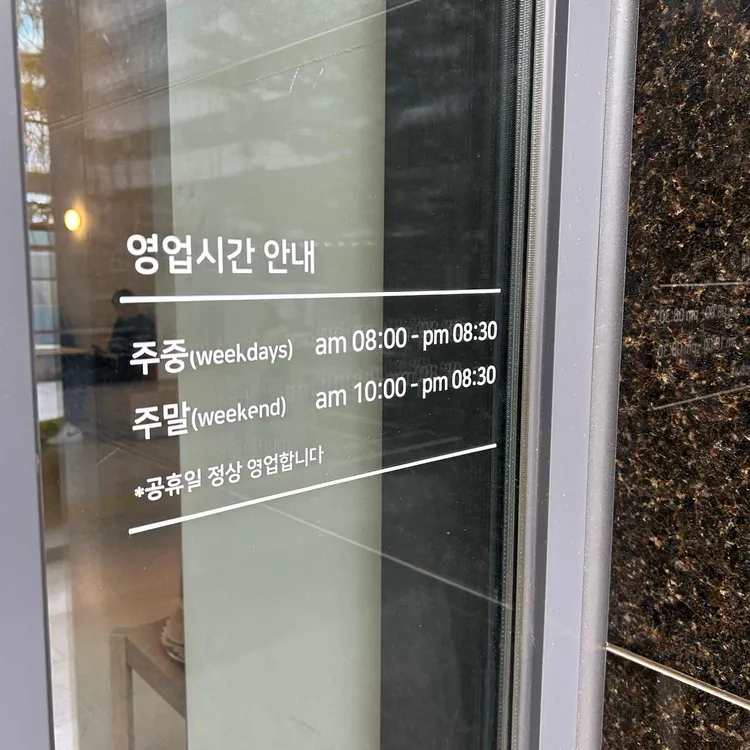 영업시간 안내
주중(weekdays) am 08:00 - pm 08:30
주말(weekend) am 10:00 - pm 08:30
*공휴일 정상 영업합니다